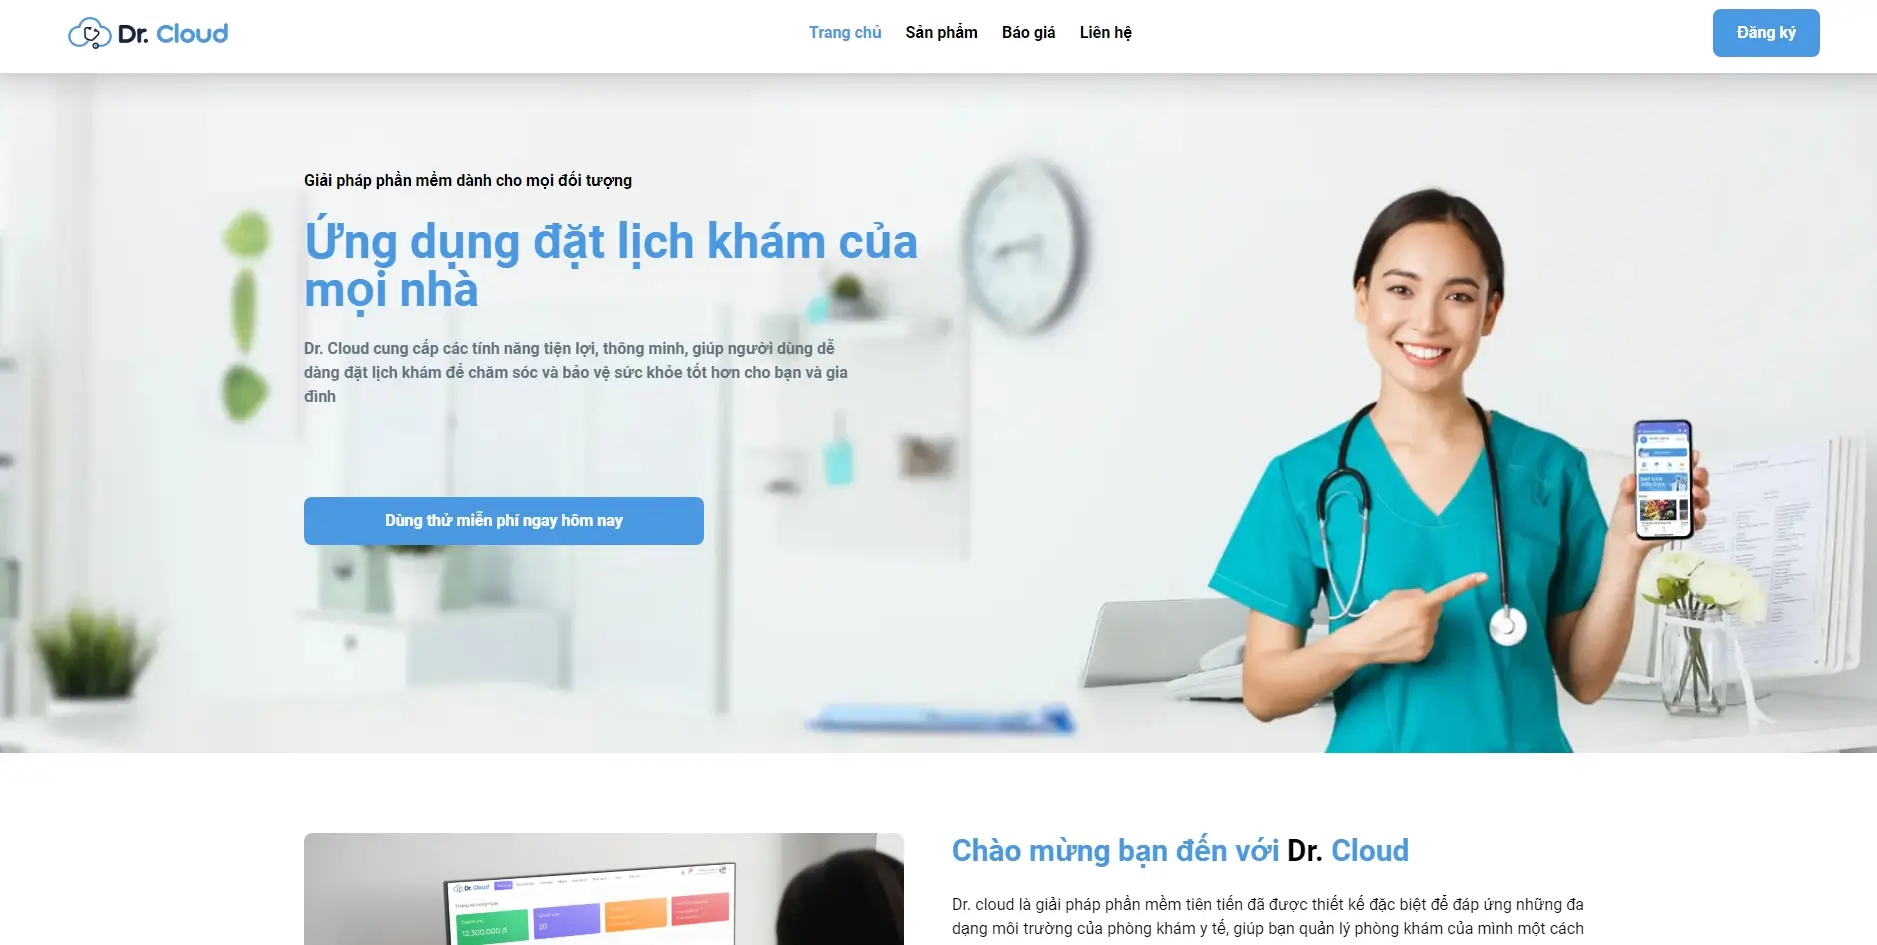 Dr. Cloud
Trang chủ
Sản phẩm
Báo giá
Liên hệ
Đăng ký
Giải pháp phần mềm dành cho mọi đối tượng
Ứng dụng đặt lịch khám của
mọi nhà
Dr. Cloud cung cấp các tính năng tiện lợi, thông minh, giúp người dùng dễ
dàng đặt lịch khám để chăm sóc và bảo vệ sức khỏe tốt hơn cho bạn và gia
đình
Dùng thử miễn phí ngay hôm nay
Chào mừng bạn đến với Dr. Cloud
Dr. cloud là giải pháp phần mềm tiên tiến đã được thiết kế đặc biệt để đáp ứng những đa
dạng môi trường của phòng khám y tế, giúp bạn quản lý phòng khám của mình một cách
Dr. Cloud
12.300.000 đ
20